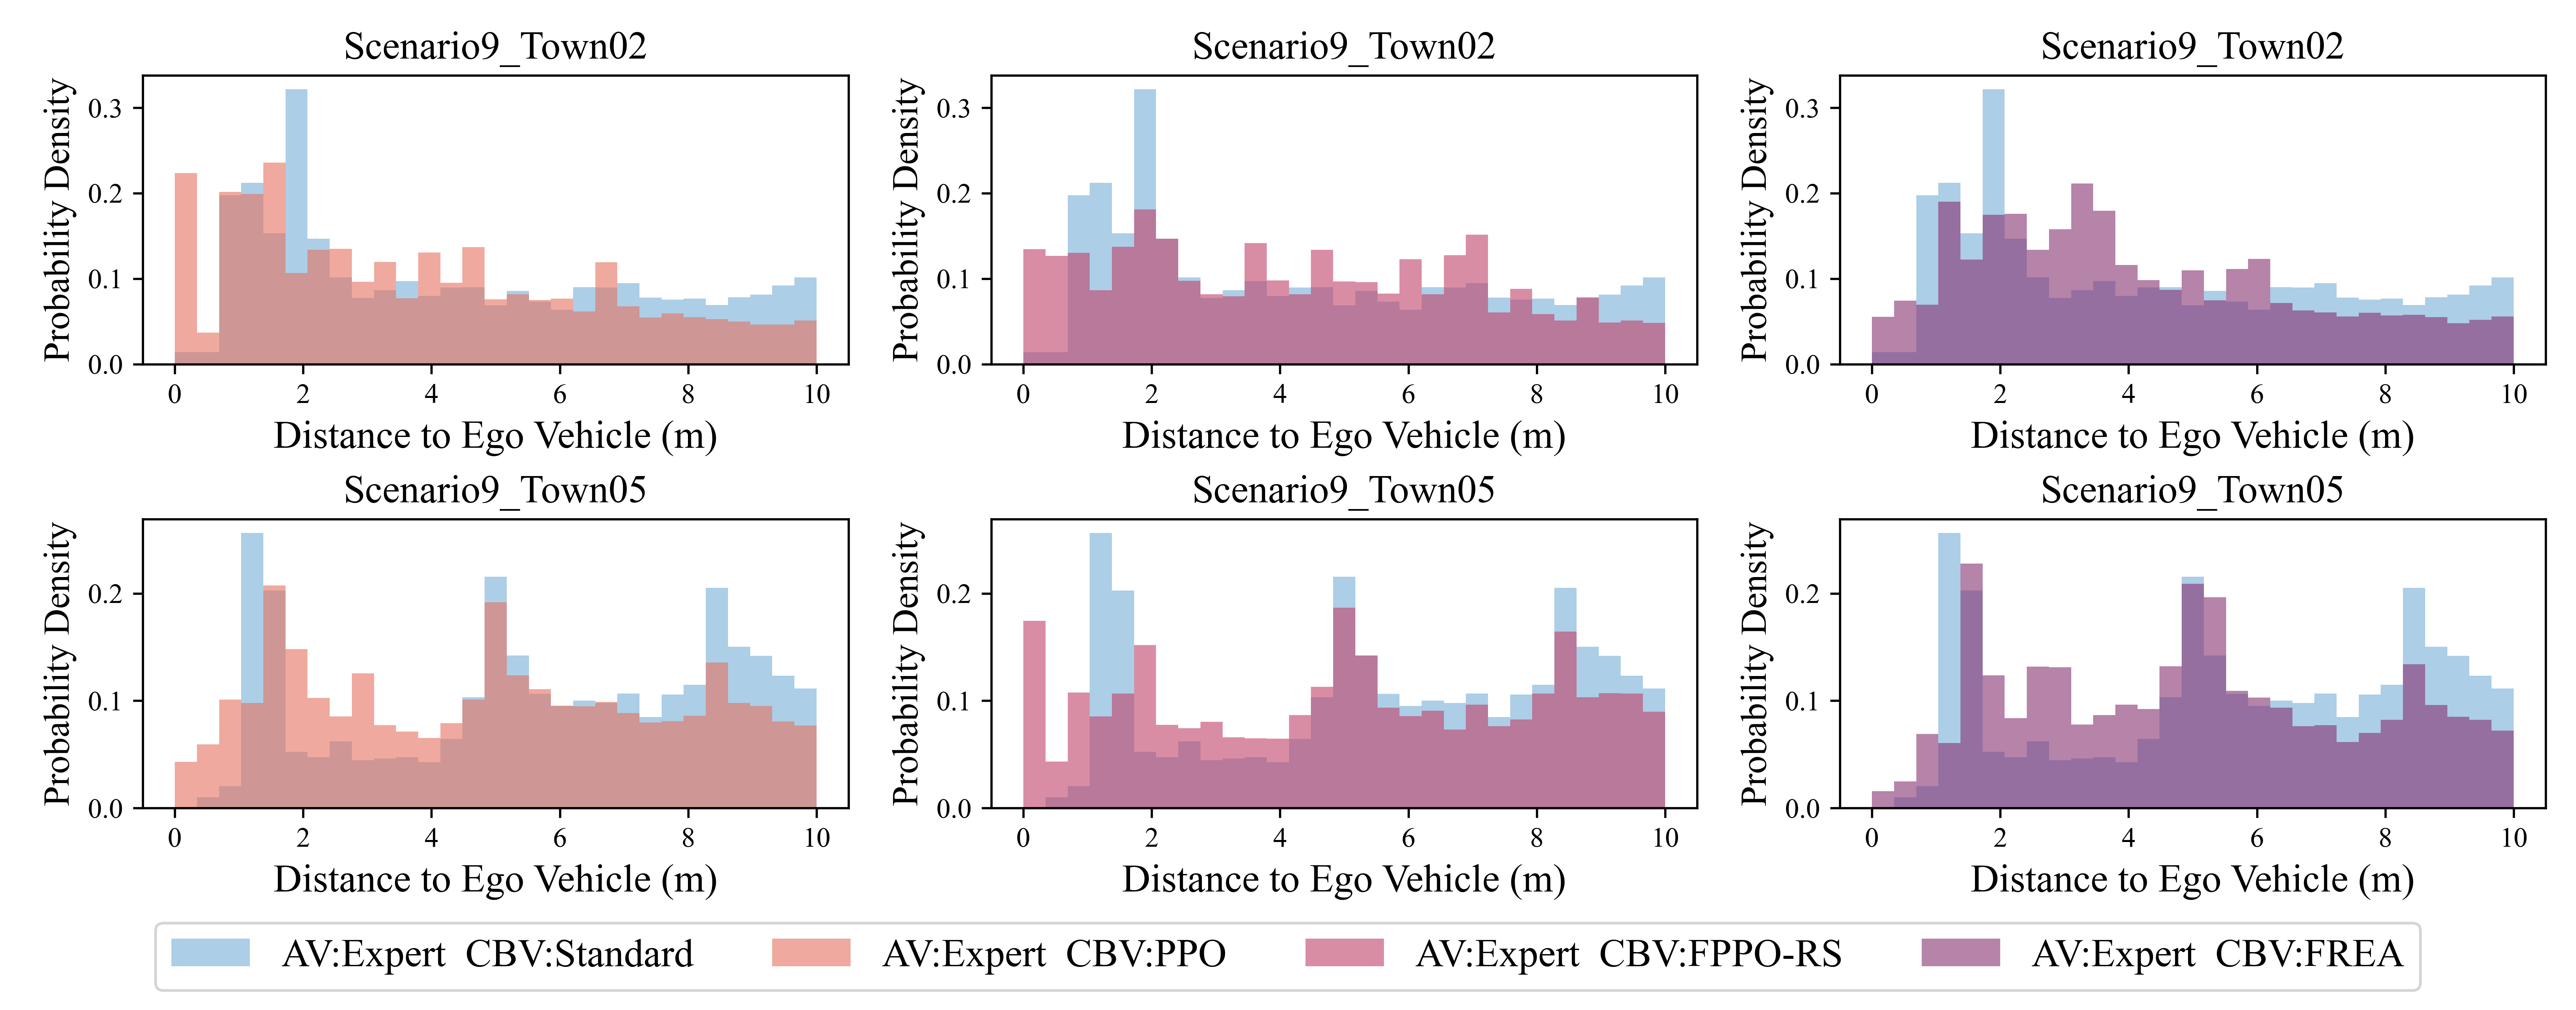 Scenario9_Town02
Scenario9_Town02
Scenario9_Town02
Probability Density
0.3
0.2
0.1
0.0
0 2 4 6 8 10
Distance to Ego Vehicle (m)
Probability Density
0.3
0.2
0.1
0.0
0 2 4 6 8 10
Distance to Ego Vehicle (m)
Probability Density
0.3
0.2
0.1
0.0
0 2 4 6 8 10
Distance to Ego Vehicle (m)
Scenario9_Town05
Scenario9_Town05
Scenario9_Town05
Probability Density
0.2
0.1
0.0
0 2 4 6 8 10
Distance to Ego Vehicle (m)
Probability Density
0.2
0.1
0.0
0 2 4 6 8 10
Distance to Ego Vehicle (m)
Probability Density
0.2
0.1
0.0
0 2 4 6 8 10
Distance to Ego Vehicle (m)
AV:Expert CBV:Standard
AV:Expert CBV:PPO
AV:Expert CBV:FPPO-RS
AV:Expert CBV:FREA